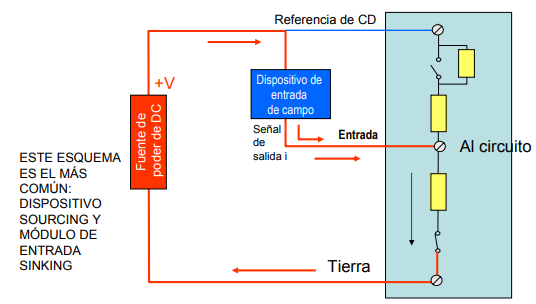 Referencia de CD
+V
Dispositivo de
entrada
de campo
Fuente de
poder de DC
Señal
de
salida i
Entrada
Al circuito
ESTE ESQUEMA
ES EL MÁS
COMÚN:
DISPOSITIVO
SOURCING Y
MÓDULO DE
ENTRADA
SINKING
Tierra